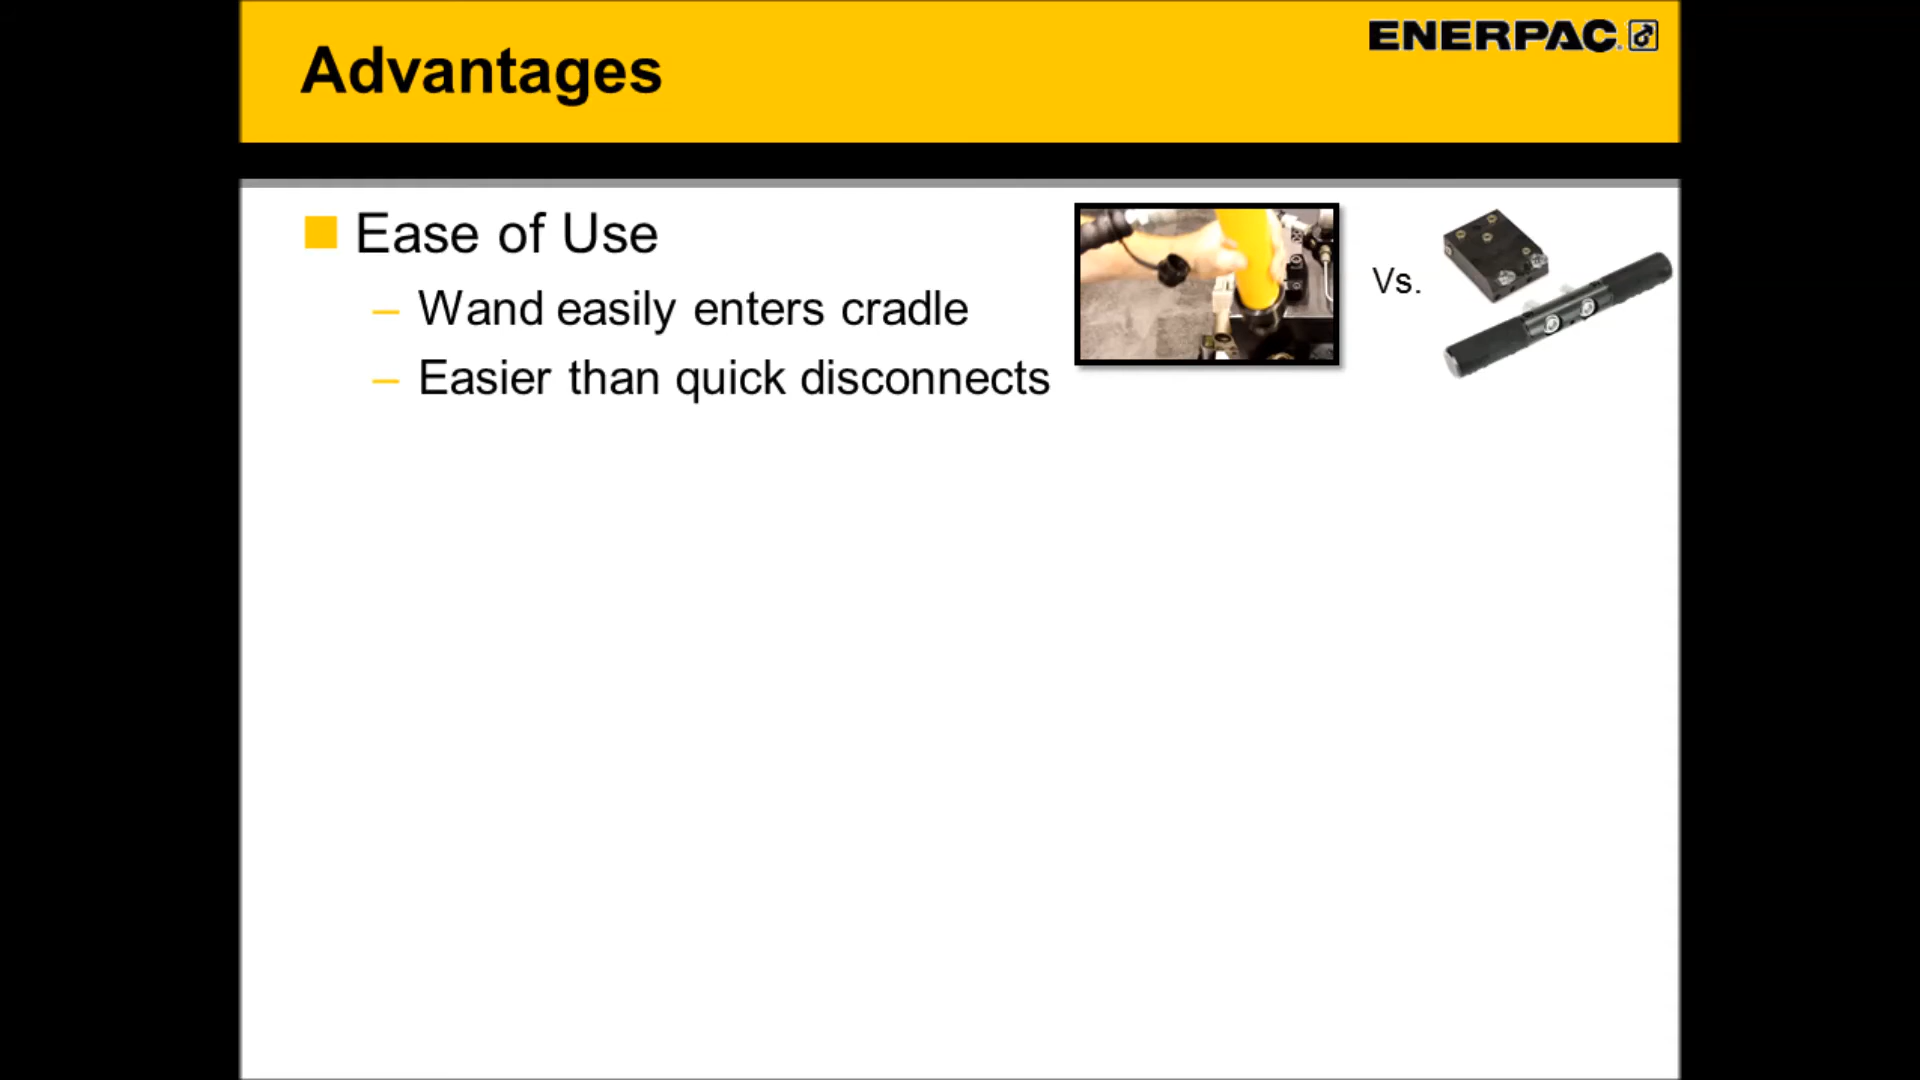 ENERPAC
Advantages
Ease of Use
– Wand easily enters cradle
– Easier than quick disconnects
Vs.